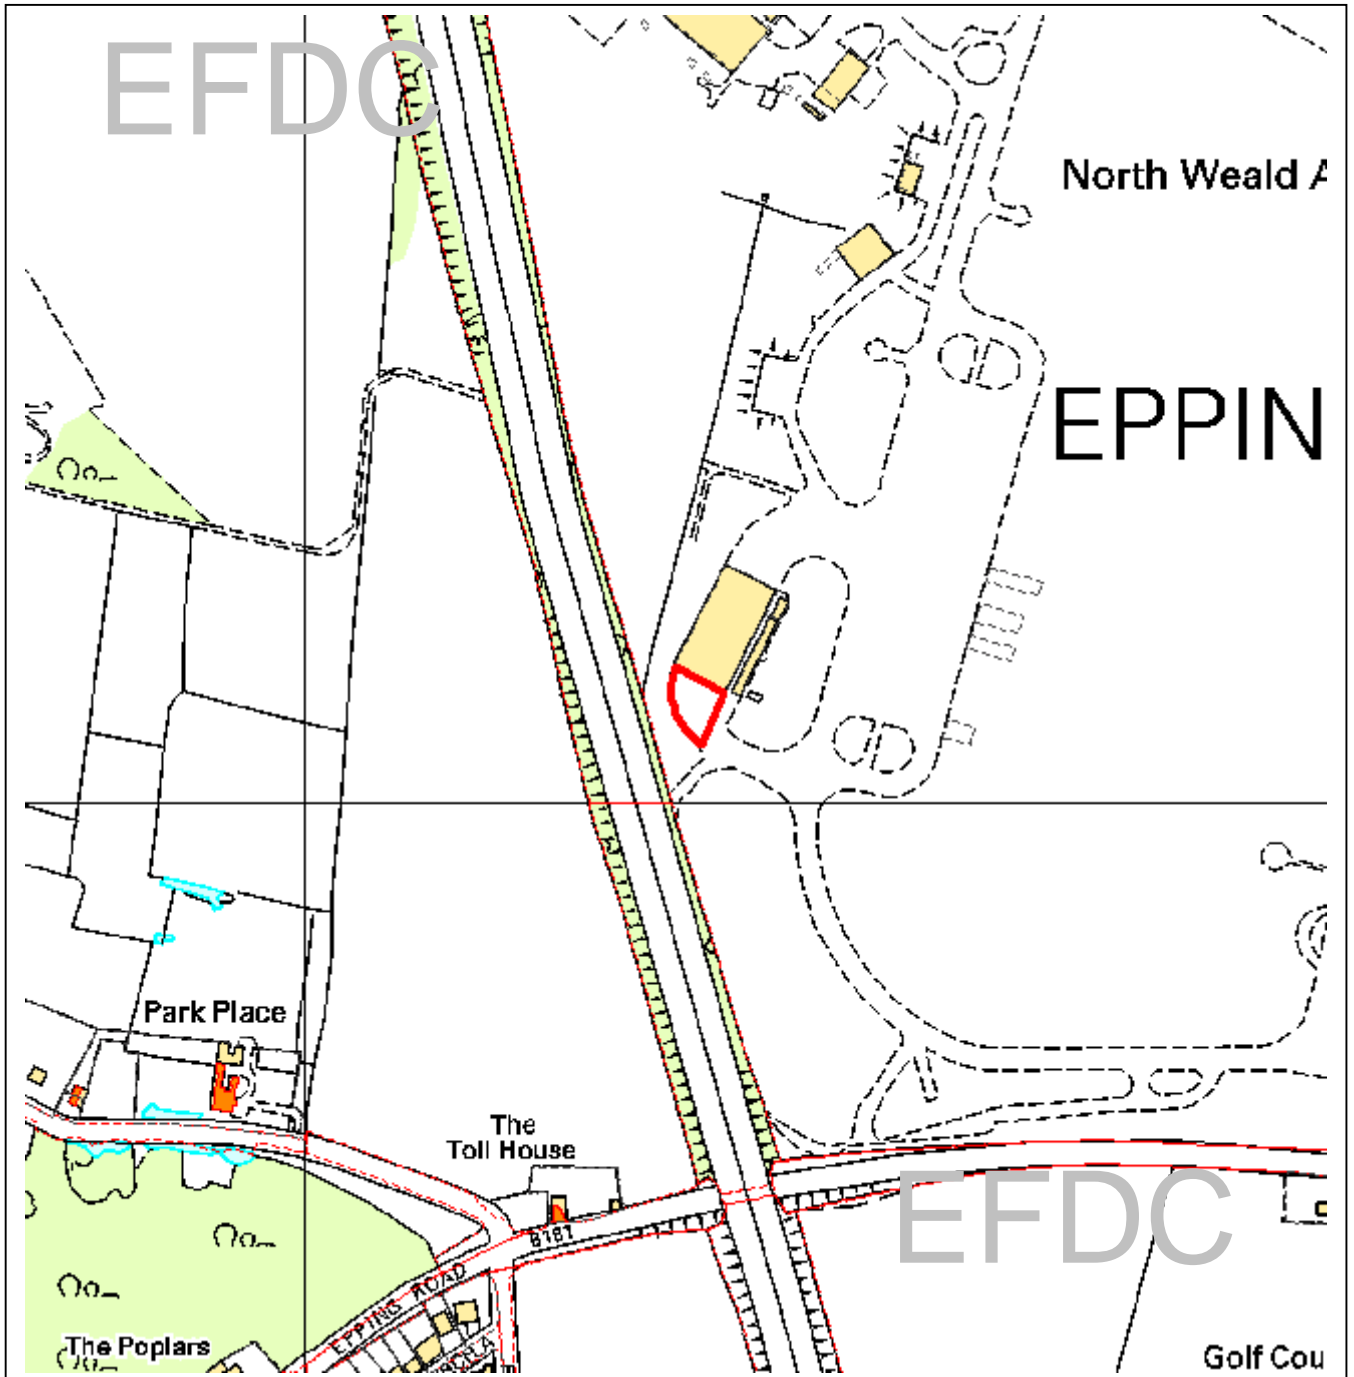 EFDC
North Weald A
EPPIN
Park Place
The
Toll House
EFDC
B181
EPPING ROAD
The Poplars
Golf Cou